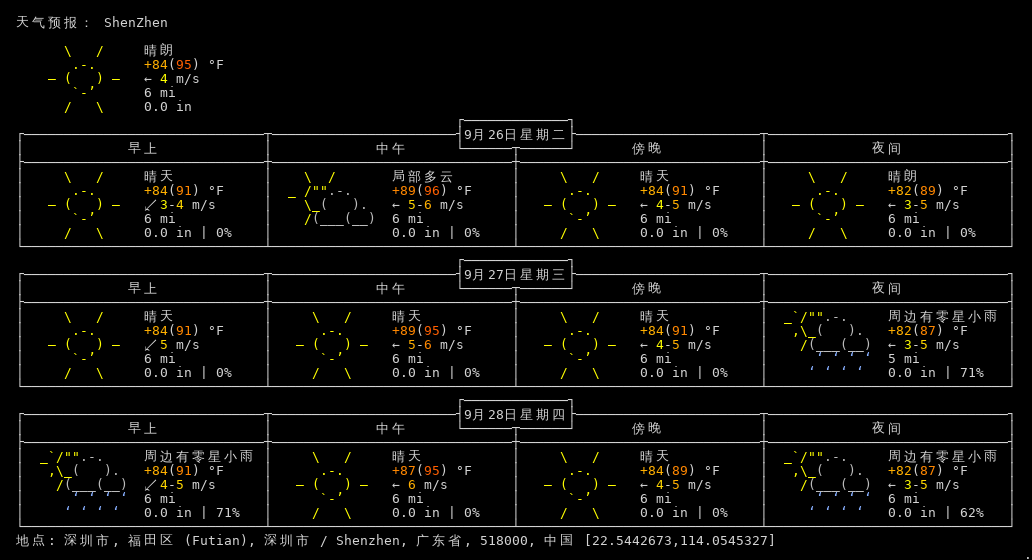 天气预报: ShenZhen
晴朗
+84(95) °F
← 4 m/s
6 mi
0.0 in
9月26日星期二
早上 中午 傍晚 夜间
晴天 局部多云 晴天 晴朗
+84(91) °F +89(96) °F +84(91) °F +82(89) °F
↙ 3-4 m/s ← 5-6 m/s ← 4-5 m/s ← 3-5 m/s
6 mi 6 mi 6 mi 6 mi
0.0 in | 0% 0.0 in | 0% 0.0 in | 0% 0.0 in | 0%
9月27日星期三
早上 中午 傍晚 夜间
晴天 晴天 晴天 周边有零星小雨
+84(91) °F +89(95) °F +84(91) °F +82(87) °F
↙ 5 m/s ← 5-6 m/s ← 4-5 m/s ← 3-5 m/s
6 mi 6 mi 6 mi 5 mi
0.0 in | 0% 0.0 in | 0% 0.0 in | 0% 0.0 in | 71%
9月28日星期四
早上 中午 傍晚 夜间
周边有零星小雨 晴天 晴天 周边有零星小雨
+84(91) °F +87(95) °F +84(89) °F +82(87) °F
↙ 4-5 m/s ← 6 m/s ← 4-5 m/s ← 3-5 m/s
6 mi 6 mi 6 mi 6 mi
0.0 in | 71% 0.0 in | 0% 0.0 in | 0% 0.0 in | 62%
地点: 深圳市, 福田区 (Futian), 深圳市 / Shenzhen, 广东省, 518000, 中国 [22.5442673,114.0545327]